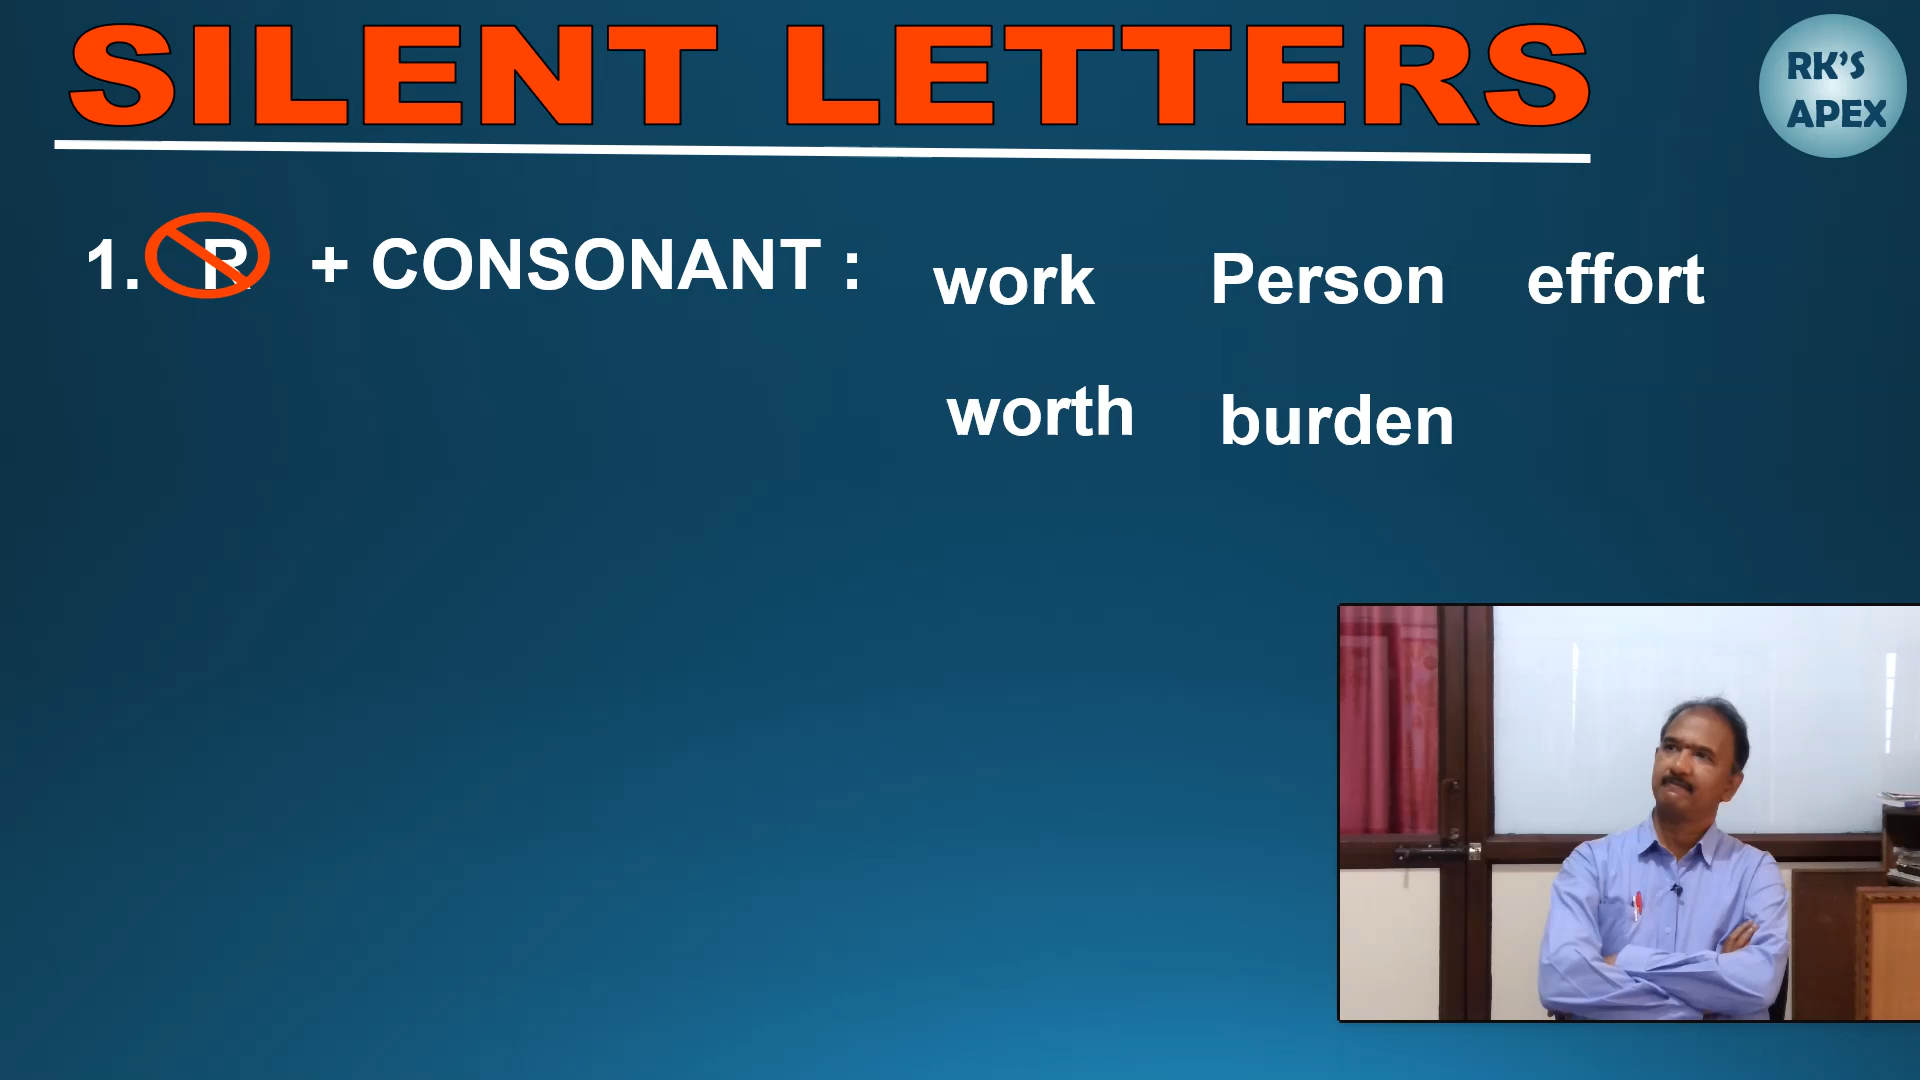 SILENT LETTERS
RK'S
APEX
1. R + CONSONANT : work Person effort
worth burden